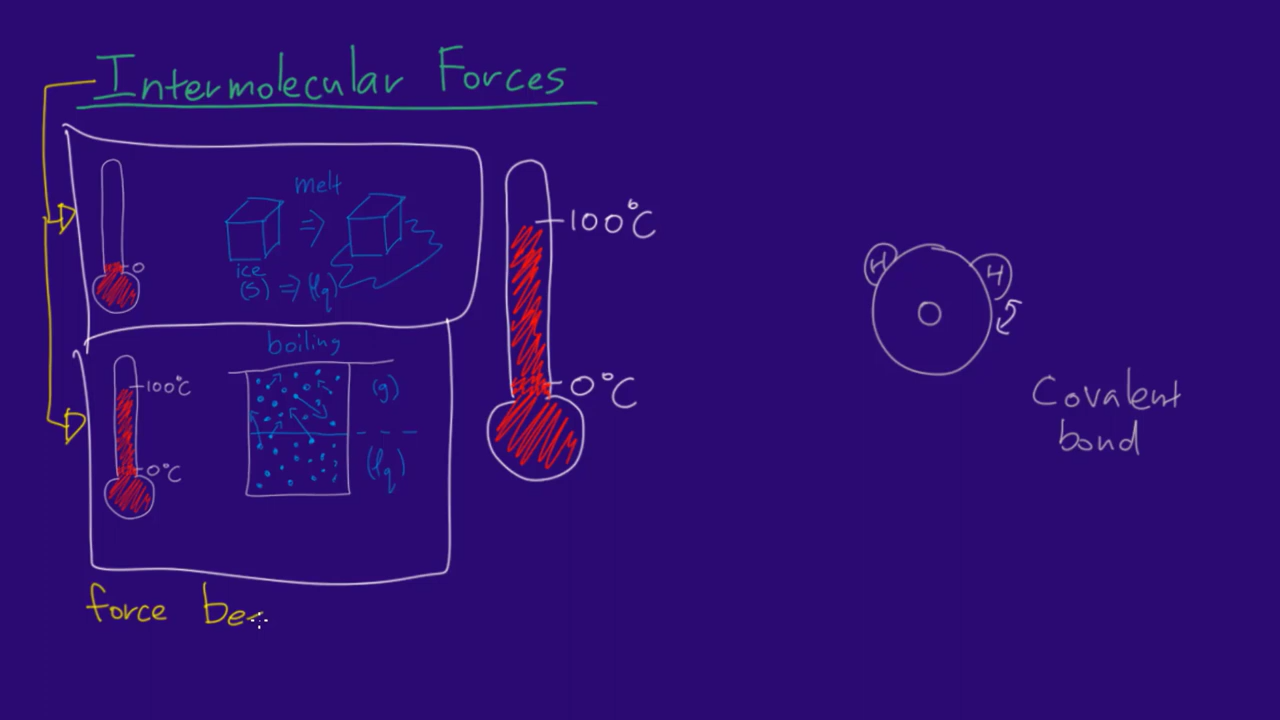 Intermolecular Forces
melt
0
ice
(s) ⇒ (lq)
boiling
100°C
(g)
0°C
(lq)
100°C
0°C
H H
O
Covalent
bond
force be